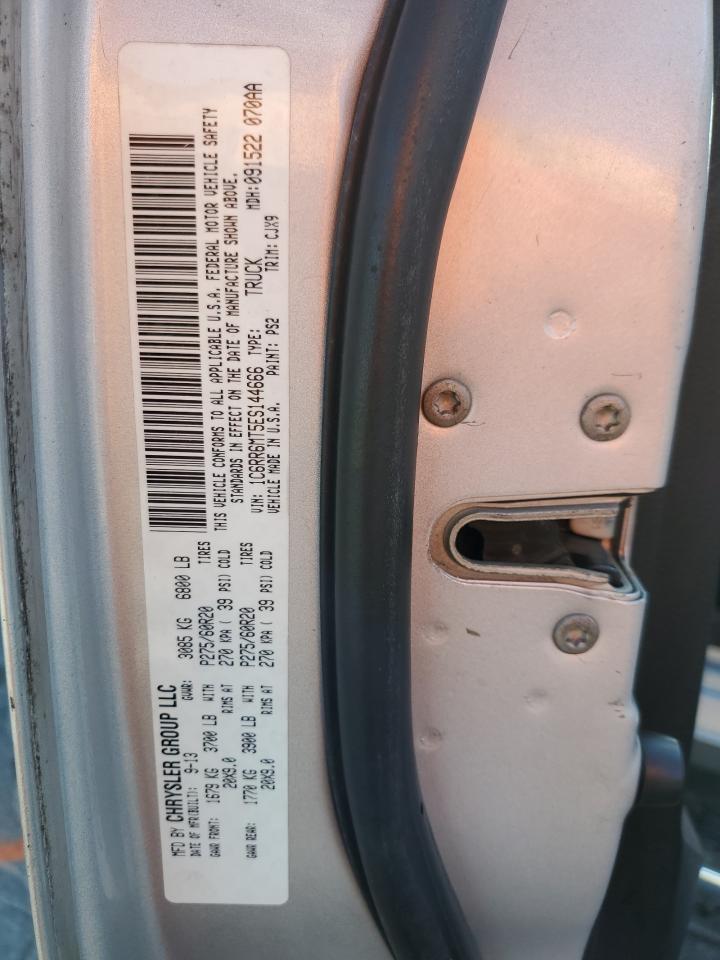 MFD BY CHRYSLER GROUP LLC
DATE OF MFR(BUILT): 9-13 GVWR: 3085 KG 6800 LB
GAWR FRONT: 1679 KG 3700 LB WITH P275/60R20 TIRES
20X9.0 RIMS AT 270 KPA ( 39 PSI) COLD
GAWR REAR: 1770 KG 3900 LB WITH P275/60R20 TIRES
20X9.0 RIMS AT 270 KPA ( 39 PSI) COLD
THIS VEHICLE CONFORMS TO ALL APPLICABLE U.S.A. FEDERAL MOTOR VEHICLE SAFETY
STANDARDS IN EFFECT ON THE DATE OF MANUFACTURE SHOWN ABOVE.
VIN: 1C6RR6MT5ES144666 TYPE: TRUCK MDH:091522 070AA
VEHICLE MADE IN U.S.A. PAINT: PS2 TRIM: CJX9